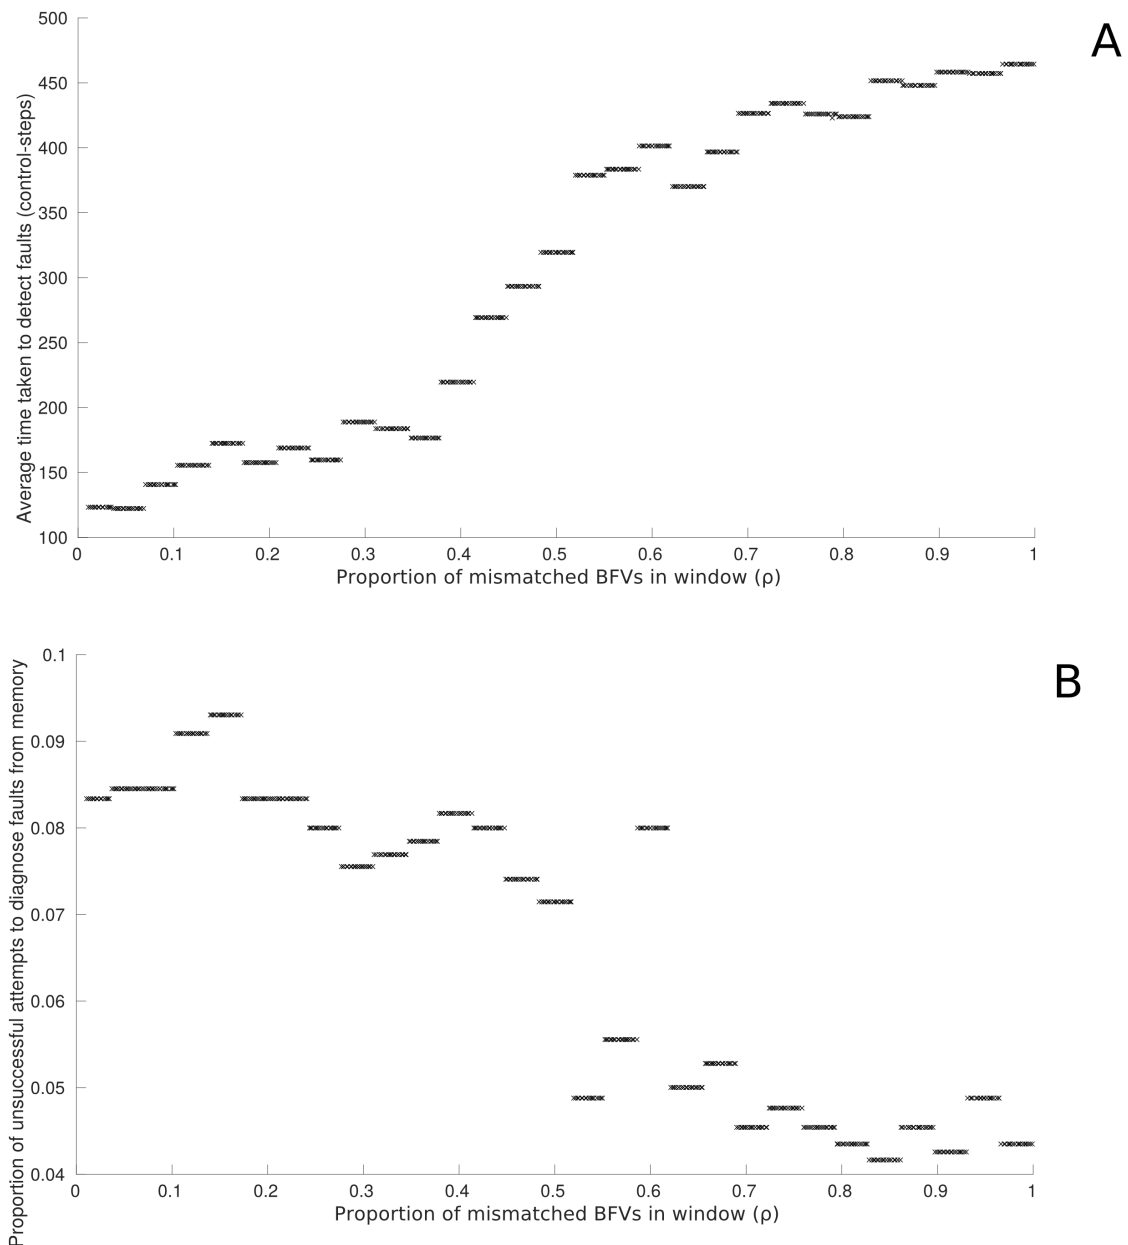 A
Average time taken to detect faults (control-steps)
500
450
400
350
300
250
200
150
100
0 0.1 0.2 0.3 0.4 0.5 0.6 0.7 0.8 0.9 1
Proportion of mismatched BFVs in window (ρ)
B
Proportion of unsuccessful attempts to diagnose faults from memory
0.1
0.09
0.08
0.07
0.06
0.05
0.04
0 0.1 0.2 0.3 0.4 0.5 0.6 0.7 0.8 0.9 1
Proportion of mismatched BFVs in window (ρ)